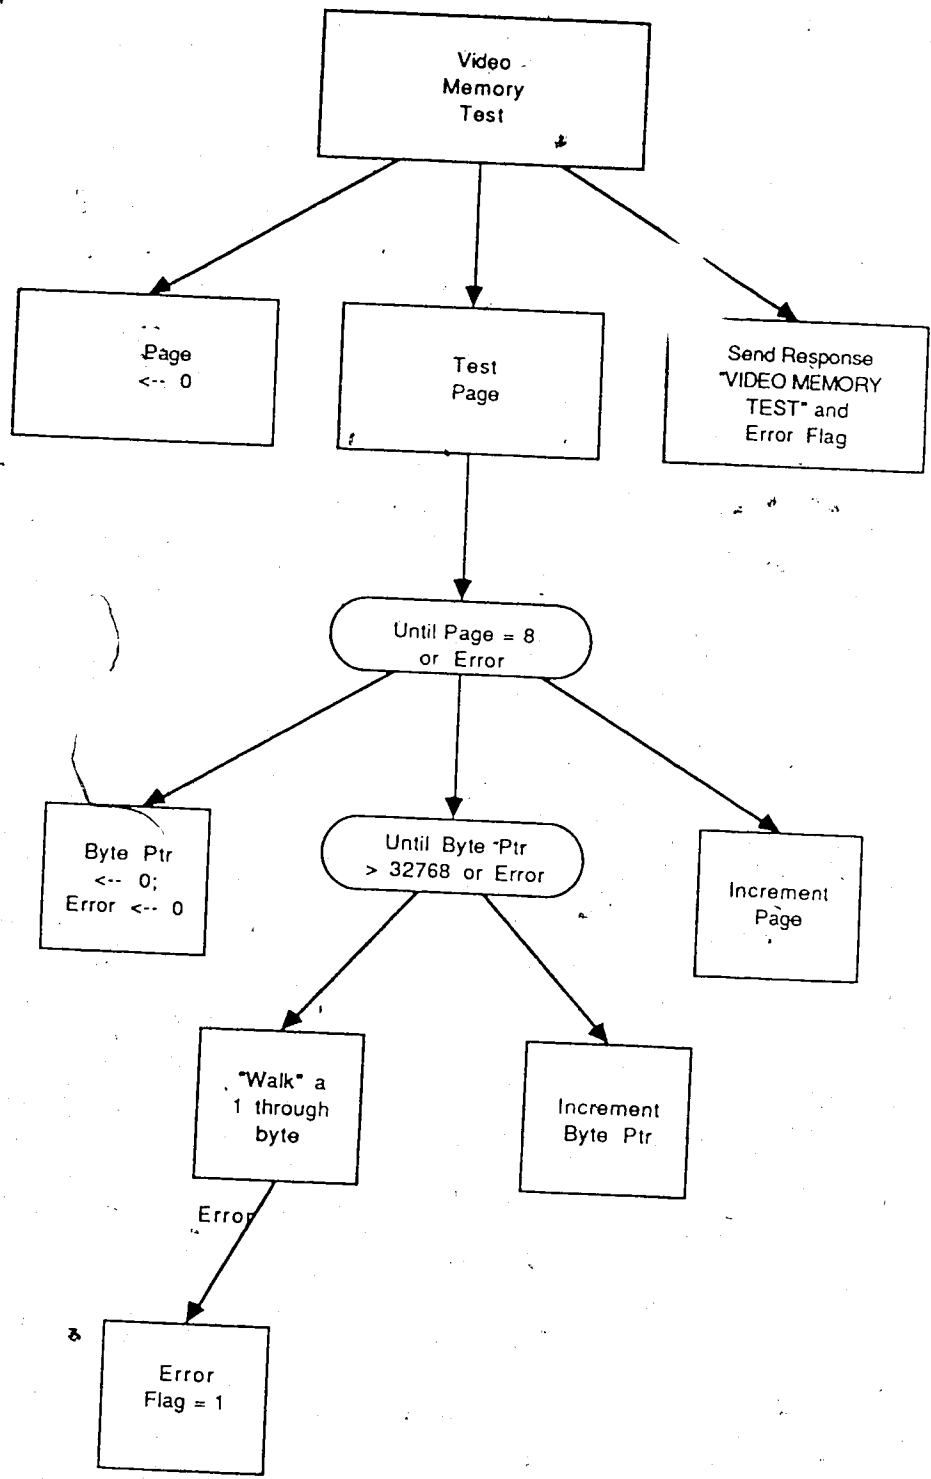 Video
Memory
Test
Page
<-- 0
Test
Page
Send Response
"VIDEO MEMORY
TEST" and
Error Flag
Until Page = 8
or Error
Byte Ptr
<-- 0;
Error <-- 0
Until Byte Ptr
> 32768 or Error
Increment
Page
"Walk" a
1 through
byte
Increment
Byte Ptr
Error
Error
Flag = 1